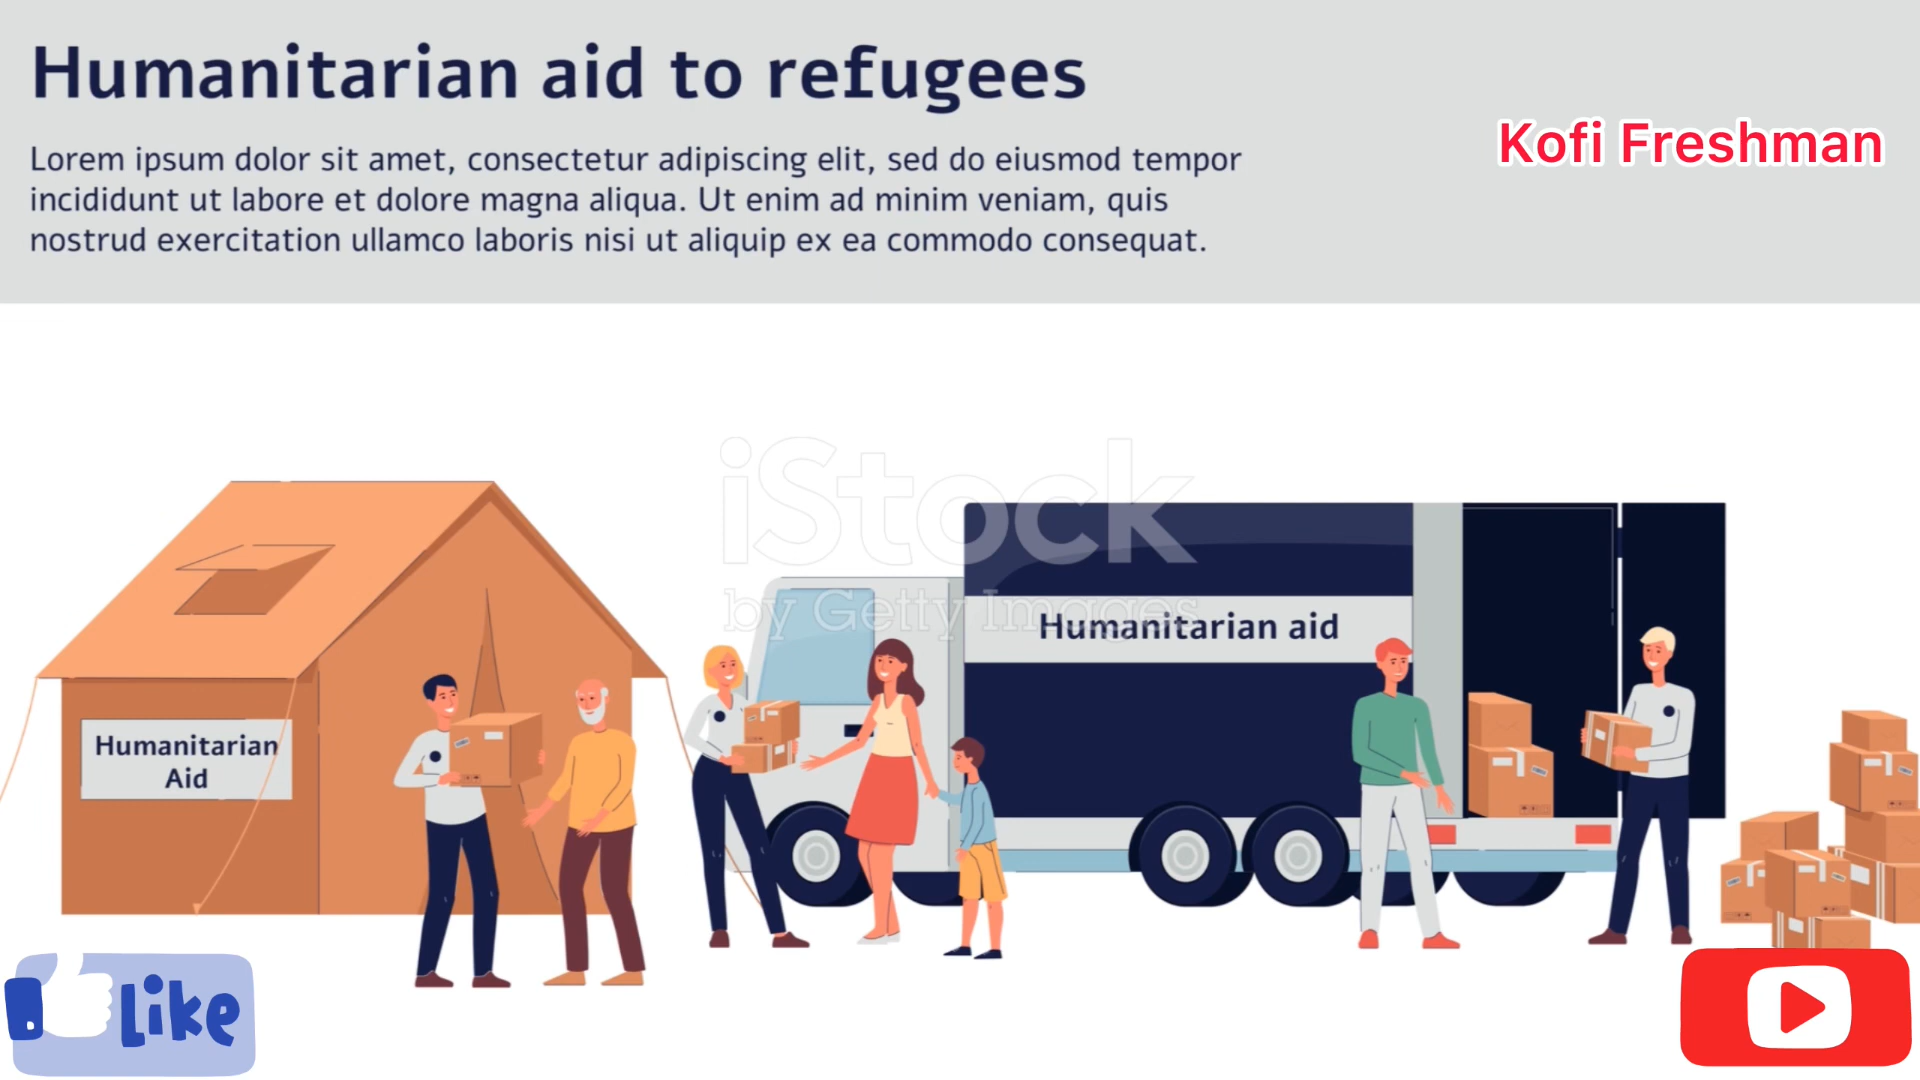 Humanitarian aid to refugees
Lorem ipsum dolor sit amet, consectetur adipiscing elit, sed do eiusmod tempor
incididunt ut labore et dolore magna aliqua. Ut enim ad minim veniam, quis
nostrud exercitation ullamco laboris nisi ut aliquip ex ea commodo consequat.
Kofi Freshman
iStock
by Getty Images
Humanitarian aid
Humanitarian
Aid
like